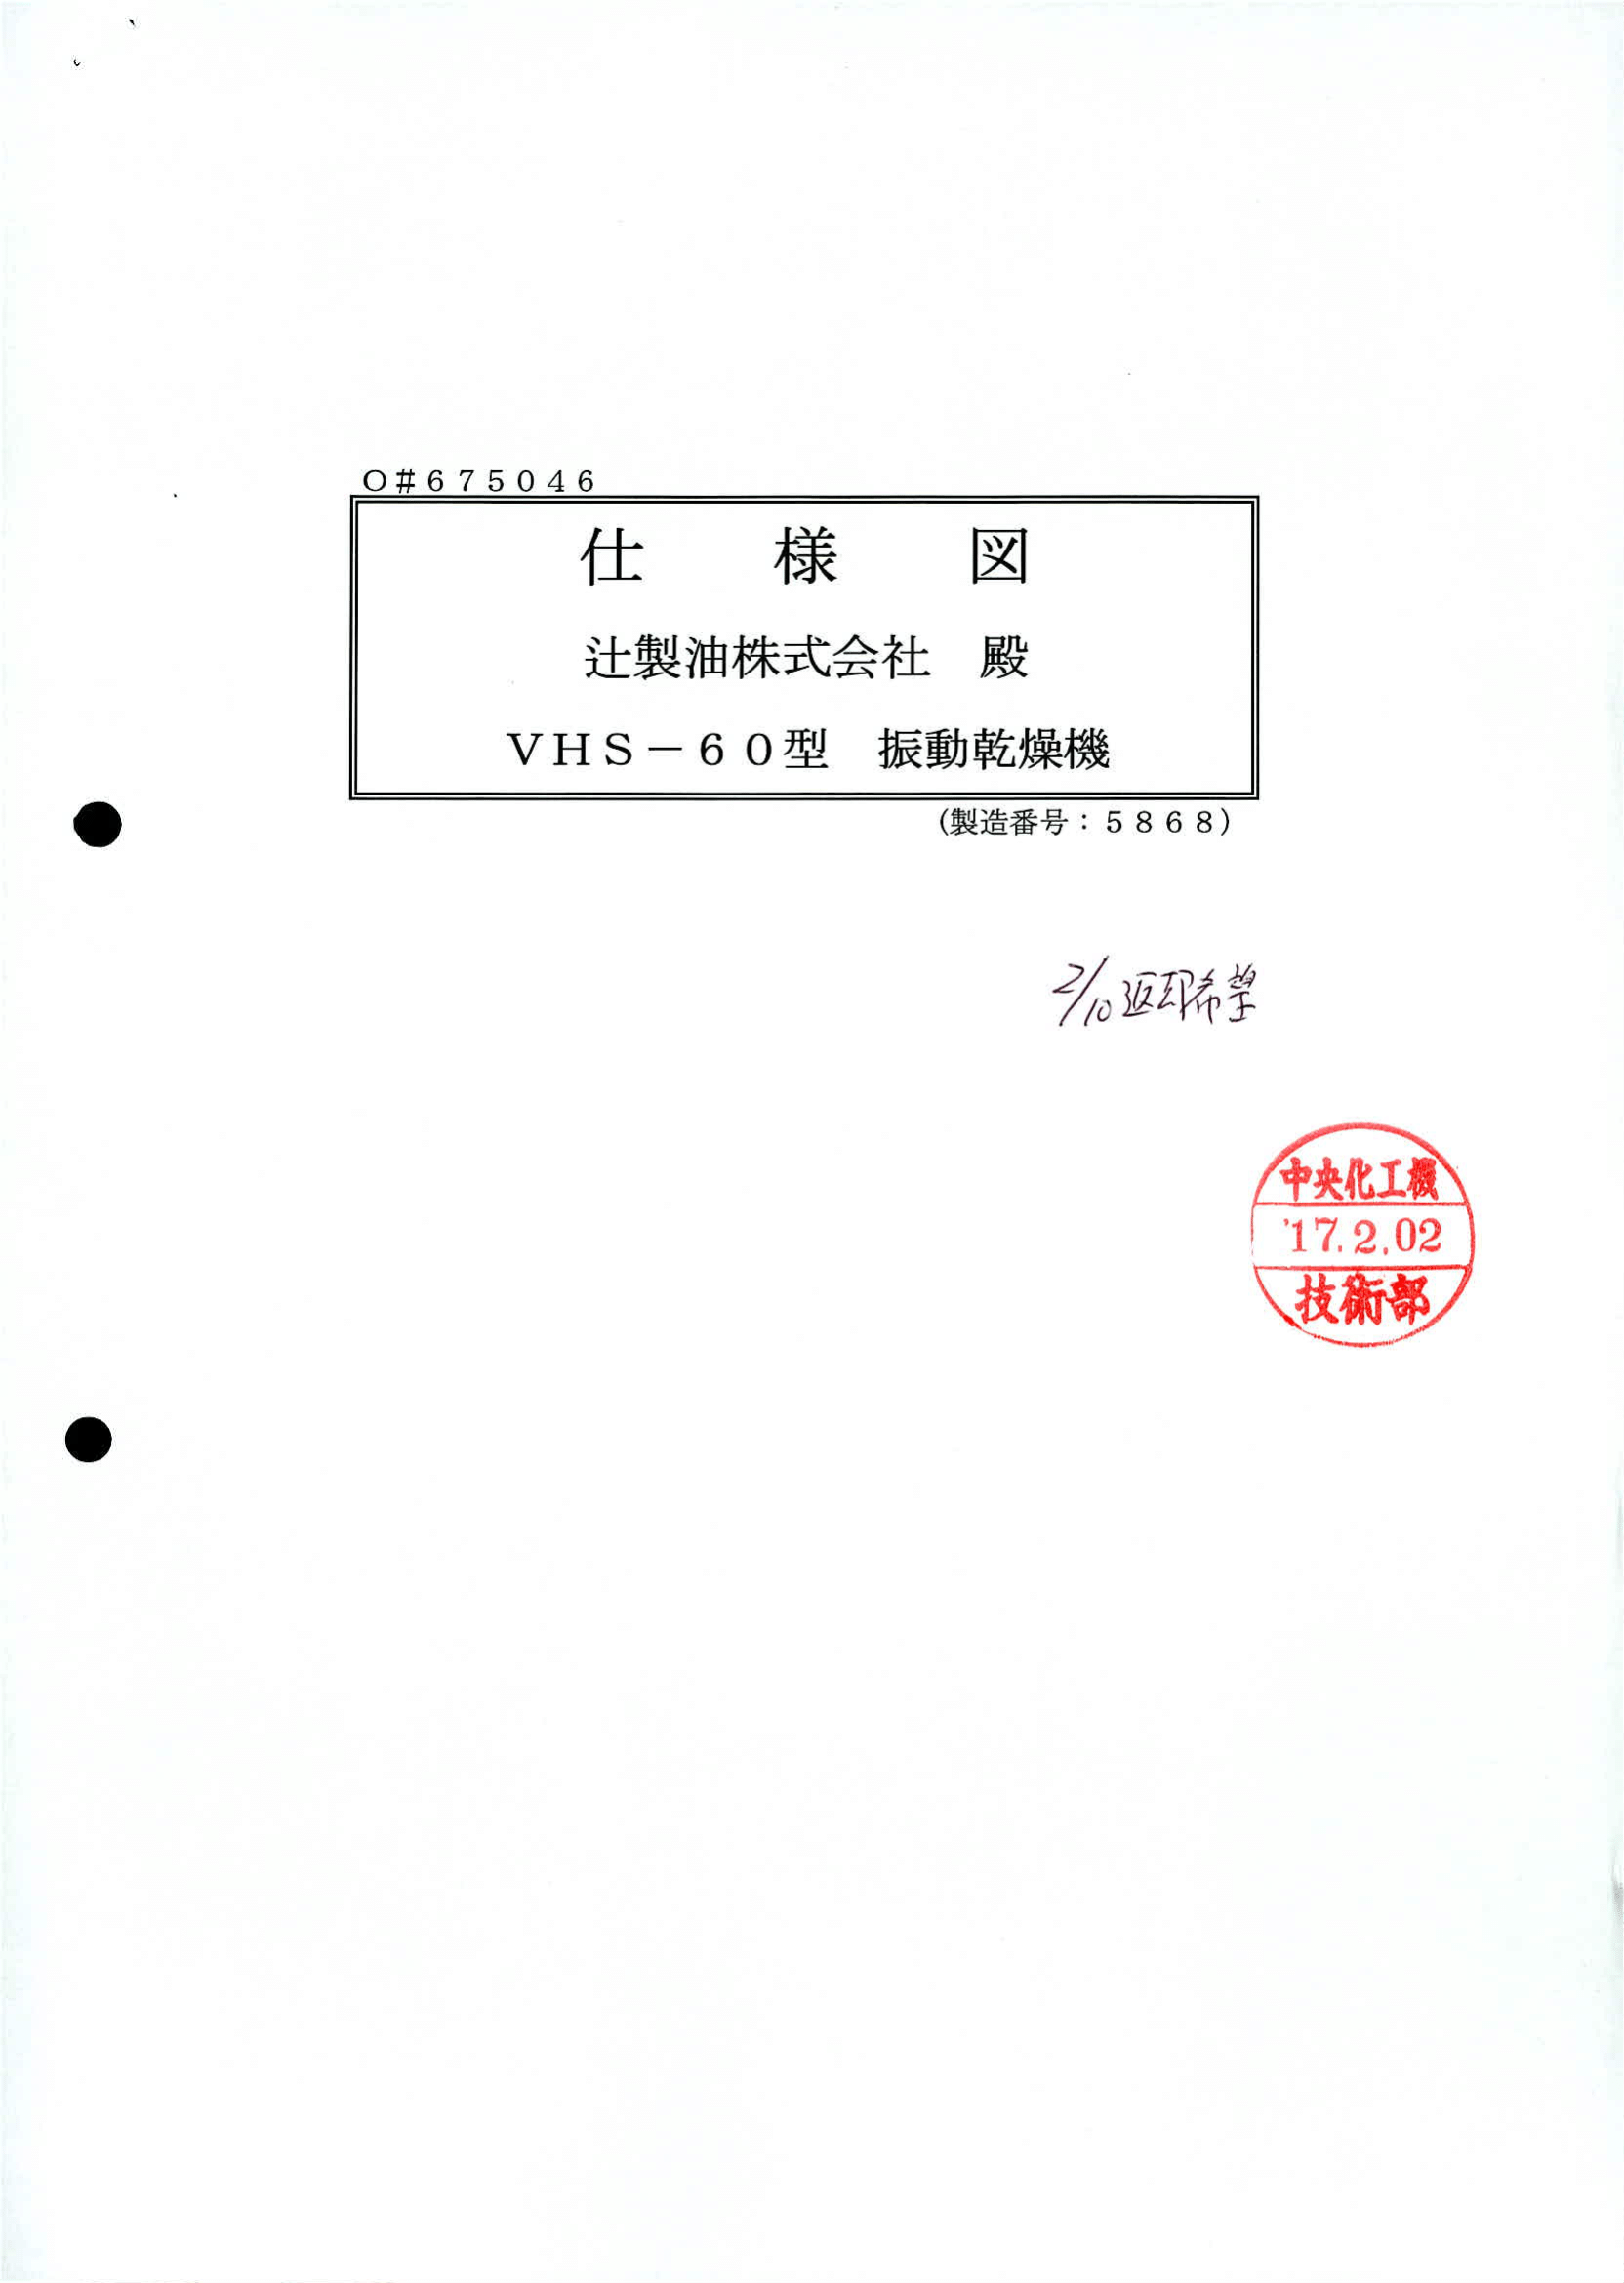 O#675046
仕様図
辻製油株式会社 殿
VHS-60型 振動乾燥機
(製造番号:5868)
2/10返却希望
中央化工機
'17.2.02
技術部